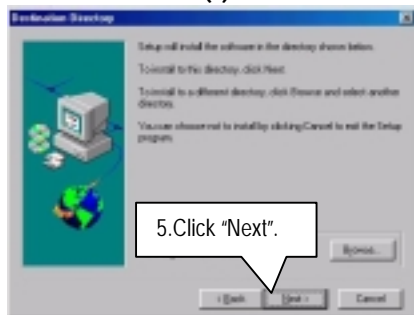 Destination Directory
Setup will install the software in the directory shown below.
To install to this directory, click Next.
To install to a different directory, click Browse and select another
directory.
You can choose not to install by clicking Cancel to exit the Setup
program.
5.Click "Next".
Browse...
< Back
Next >
Cancel